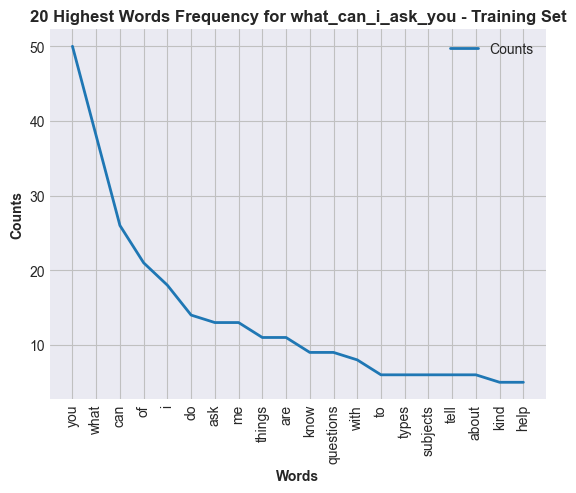 20 Highest Words Frequency for what_can_i_ask_you - Training Set
Counts
50
40
30
20
10
Counts
you
what
can
of
i
do
ask
me
things
are
know
questions
with
to
types
subjects
tell
about
kind
help
Words